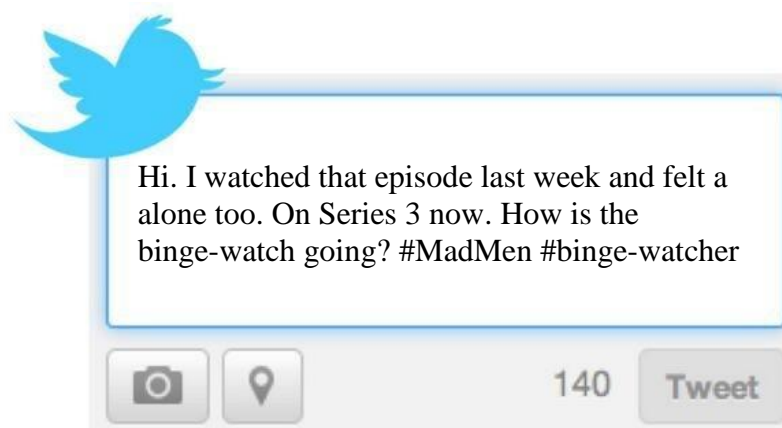 Hi. I watched that episode last week and felt a
alone too. On Series 3 now. How is the
binge-watch going? #MadMen #binge-watcher
140 Tweet